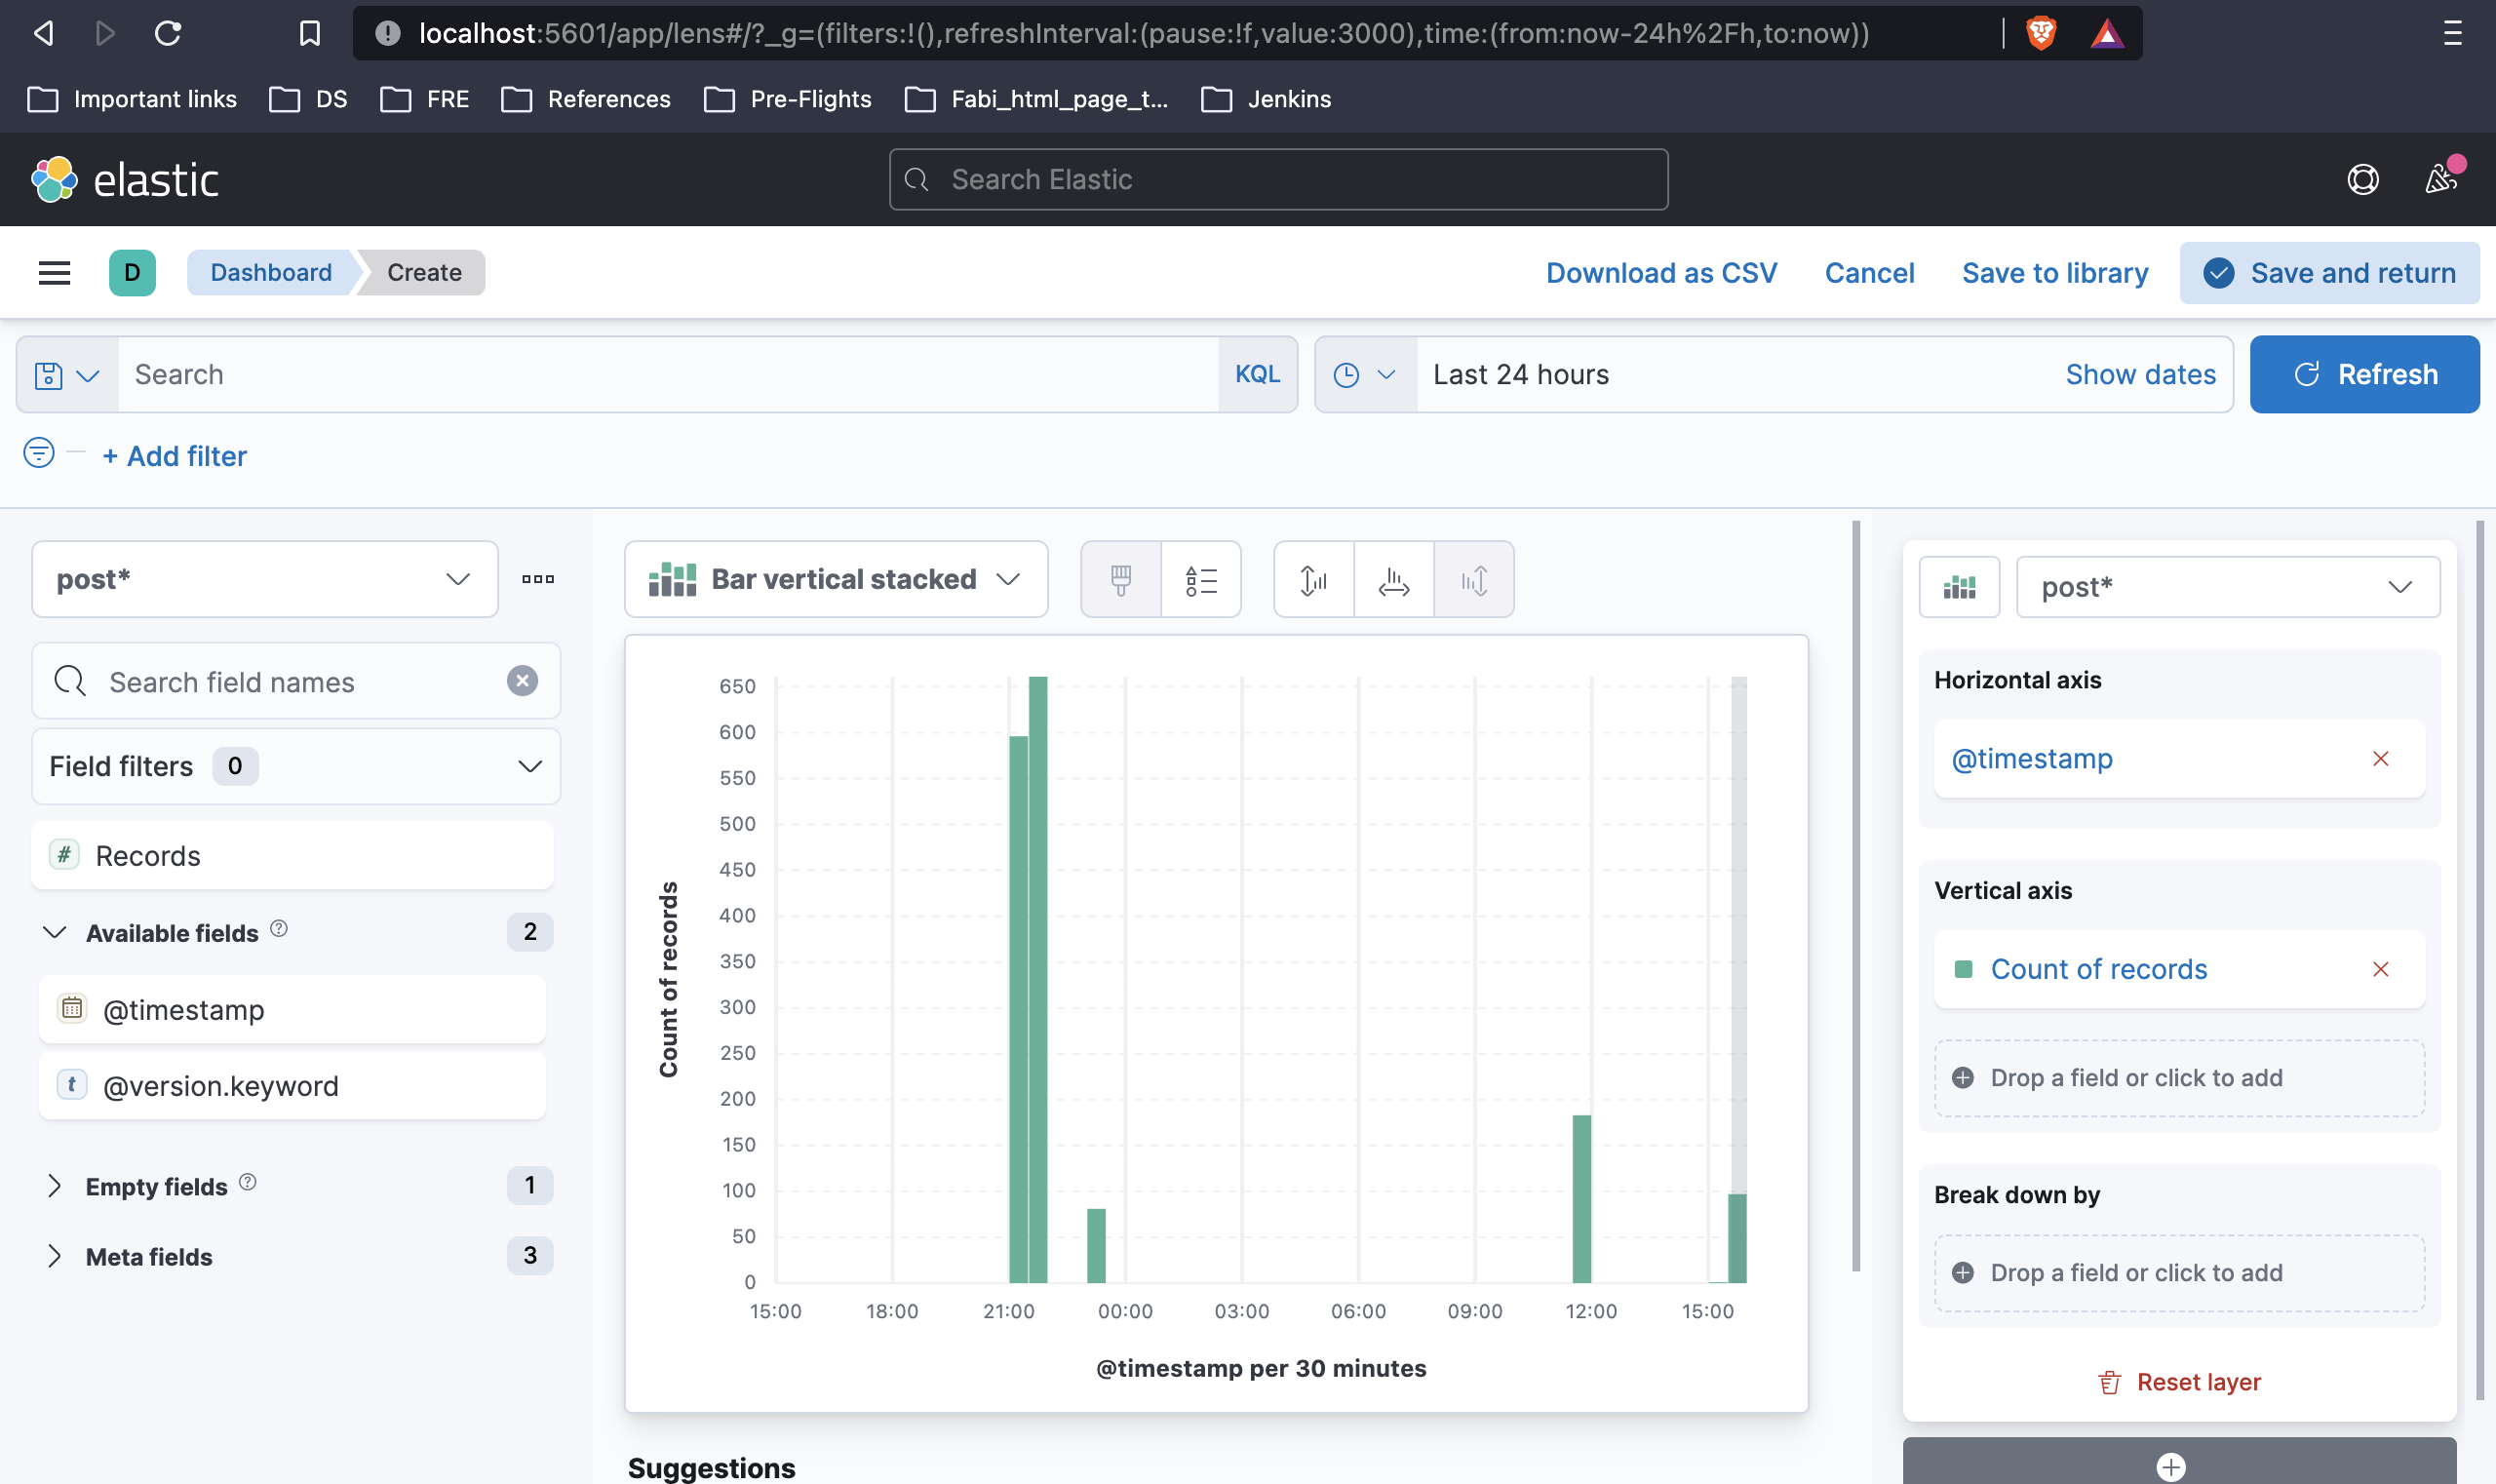 localhost:5601/app/lens#/?_g=(filters:!(),refreshInterval:(pause:!f,value:3000),time:(from:now-24h%2Fh,to:now))
Important links DS FRE References Pre-Flights Fabi_html_page_t... Jenkins
elastic Search Elastic
D Dashboard Create Download as CSV Cancel Save to library Save and return
Search KQL Last 24 hours Show dates Refresh
+ Add filter
post*
Search field names
Field filters 0
# Records
Available fields ? 2
@timestamp
t @version.keyword
Empty fields ? 1
Meta fields 3
Bar vertical stacked
Count of records
650
600
550
500
450
400
350
300
250
200
150
100
50
0
15:00 18:00 21:00 00:00 03:00 06:00 09:00 12:00 15:00
@timestamp per 30 minutes
Suggestions
post*
Horizontal axis
@timestamp
Vertical axis
Count of records
Drop a field or click to add
Break down by
Drop a field or click to add
Reset layer